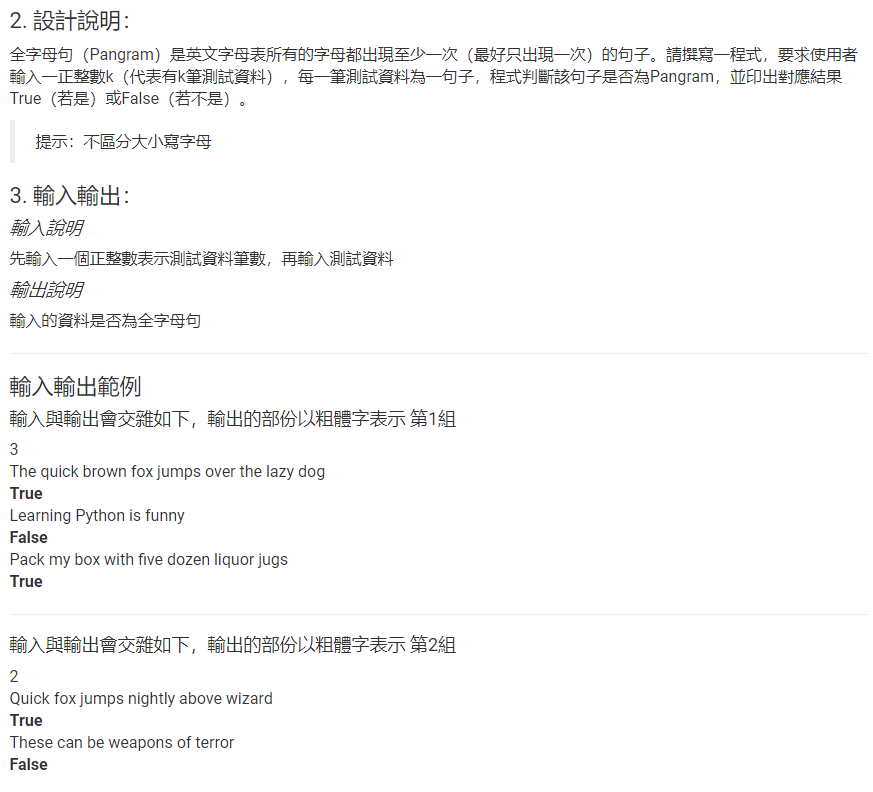 2. 設計說明：
全字母句（Pangram）是英文字母表所有的字母都出現至少一次（最好只出現一次）的句子。請撰寫一程式，要求使用者
輸入一正整數k（代表有k筆測試資料），每一筆測試資料為一句子，程式判斷該句子是否為Pangram，並印出對應結果
True（若是）或False（若不是）。
提示：不區分大小寫字母
3. 輸入輸出：
輸入說明
先輸入一個正整數表示測試資料筆數，再輸入測試資料
輸出說明
輸入的資料是否為全字母句
輸入輸出範例
輸入與輸出會交雜如下，輸出的部份以粗體字表示 第1組
3
The quick brown fox jumps over the lazy dog
True
Learning Python is funny
False
Pack my box with five dozen liquor jugs
True
輸入與輸出會交雜如下，輸出的部份以粗體字表示 第2組
2
Quick fox jumps nightly above wizard
True
These can be weapons of terror
False